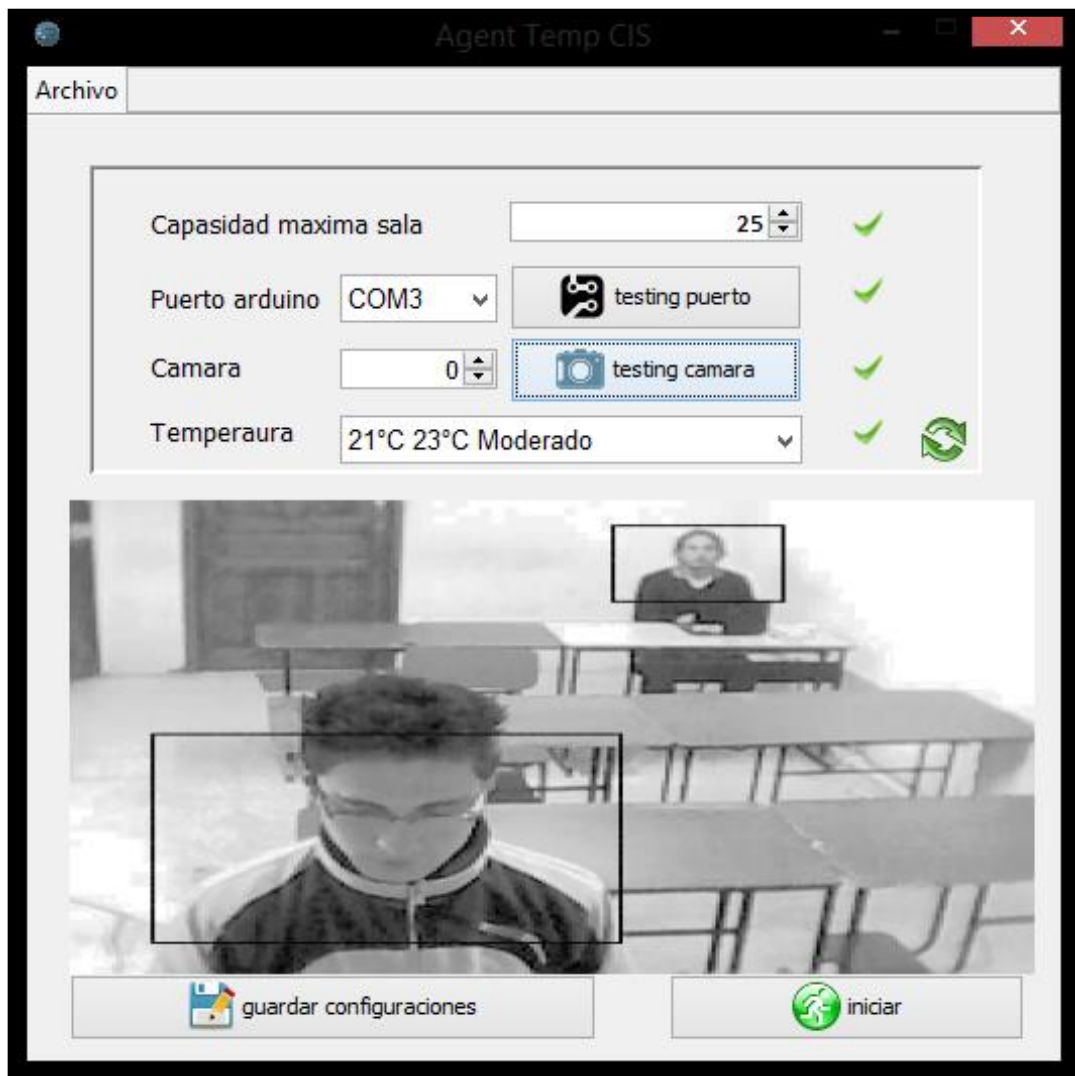 Agent Temp CIS
Archivo
Capasidad maxima sala 25
Puerto arduino COM3 testing puerto
Camara 0 testing camara
Temperaura 21°C 23°C Moderado
guardar configuraciones iniciar